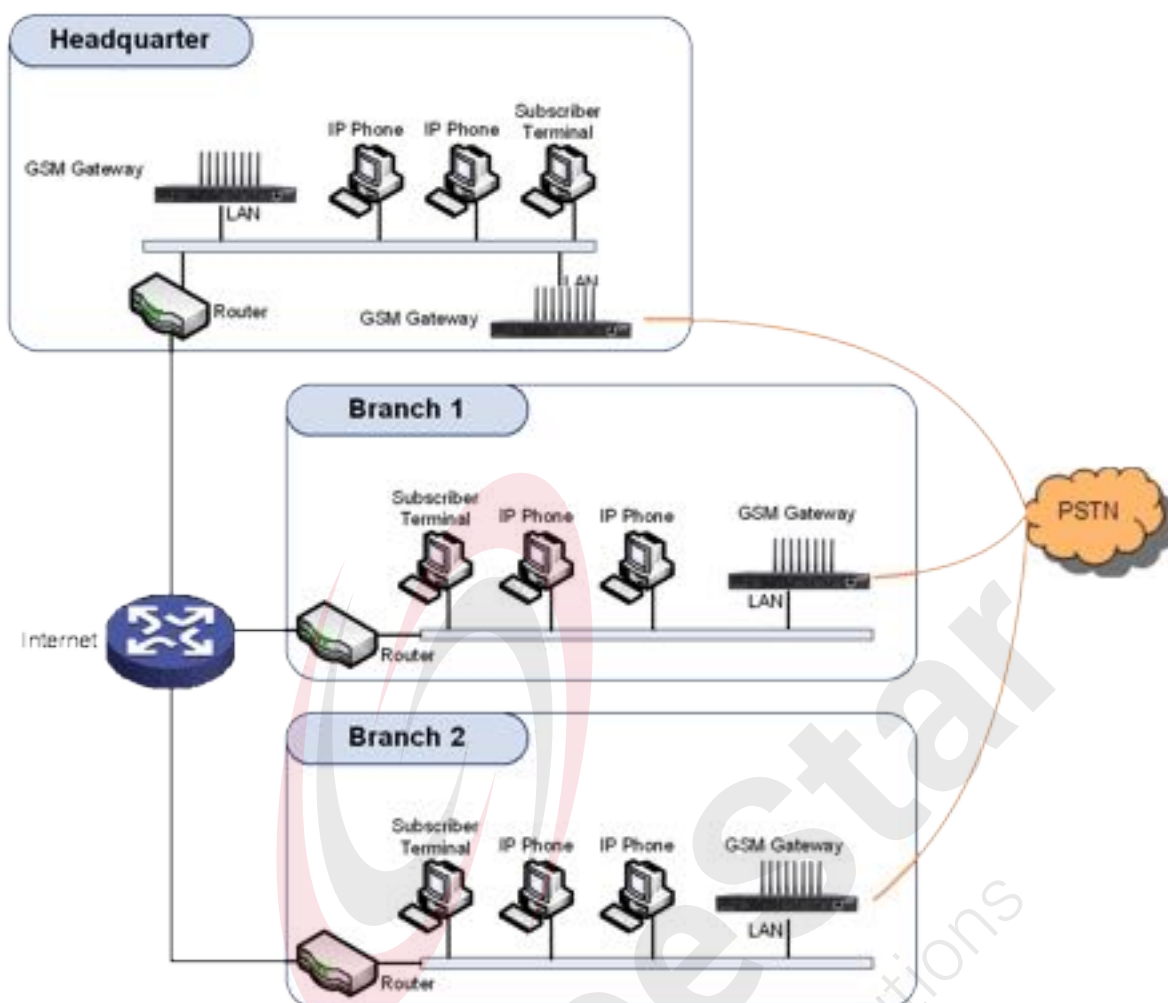 Headquarter
Subscriber
IP Phone IP Phone Terminal
GSM Gateway
LAN
LAN
Router
GSM Gateway
Branch 1
Subscriber
Terminal IP Phone IP Phone GSM Gateway
PSTN
LAN
Internet
Router
Branch 2
Subscriber
Terminal IP Phone IP Phone GSM Gateway
LAN
Router